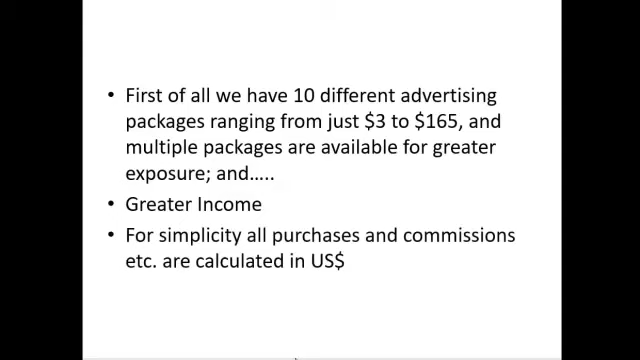 • First of all we have 10 different advertising
packages ranging from just $3 to $165, and
multiple packages are available for greater
exposure; and…..
• Greater Income
• For simplicity all purchases and commissions
etc. are calculated in US$